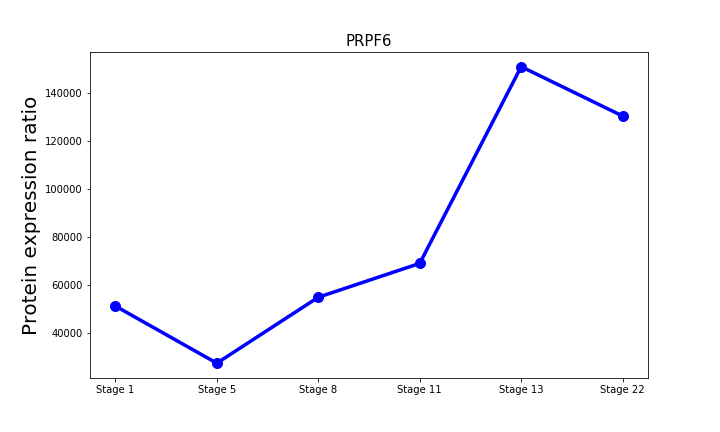 PRPF6
Protein expression ratio
140000
120000
100000
80000
60000
40000
Stage 1
Stage 5
Stage 8
Stage 11
Stage 13
Stage 22